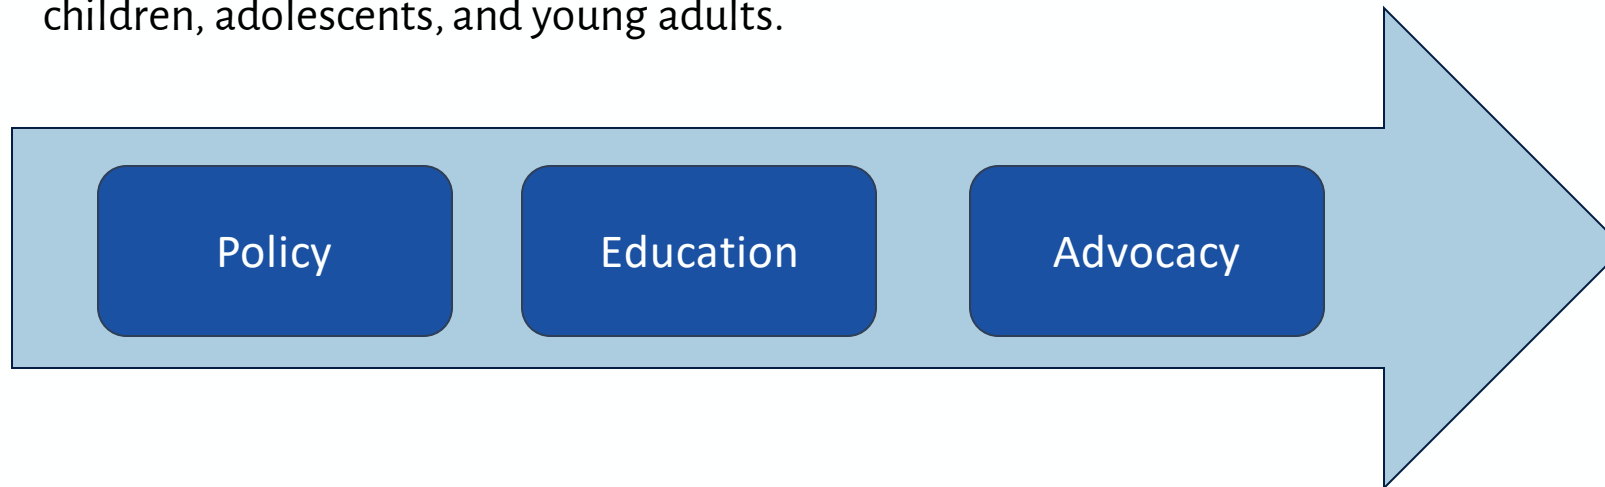 children, adolescents, and young adults.
Policy
Education
Advocacy